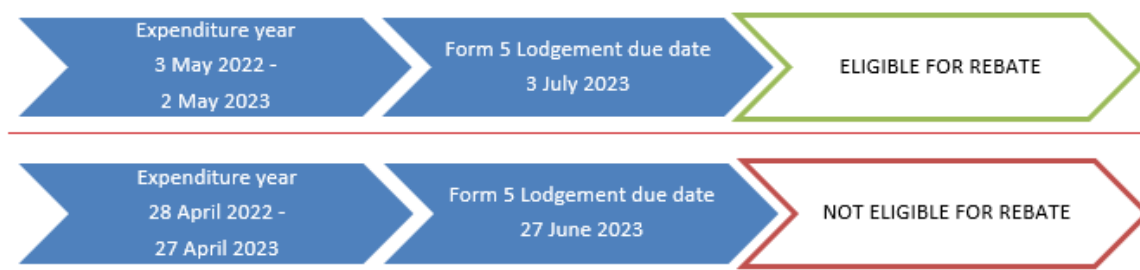 Expenditure year
3 May 2022 -
2 May 2023
Form 5 Lodgement due date
3 July 2023
ELIGIBLE FOR REBATE
Expenditure year
28 April 2022 -
27 April 2023
Form 5 Lodgement due date
27 June 2023
NOT ELIGIBLE FOR REBATE